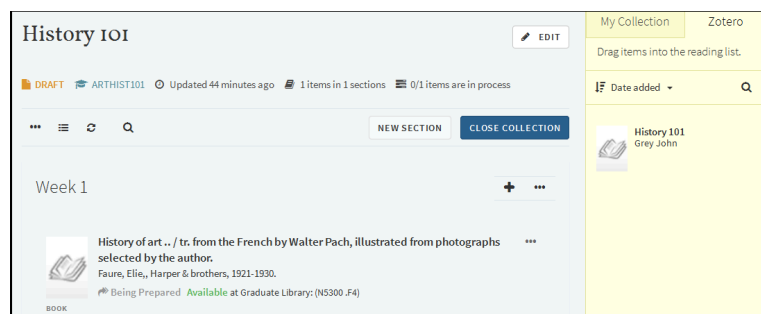 History 101
EDIT
DRAFT ARTHIST101 Updated 44 minutes ago 1 items in 1 sections 0/1 items are in process
NEW SECTION CLOSE COLLECTION
Week 1
History of art .. / tr. from the French by Walter Pach, illustrated from photographs
selected by the author.
Faure, Elie,, Harper & brothers, 1921-1930.
Being Prepared Available at Graduate Library: (N5300 .F4)
BOOK
My Collection Zotero
Drag items into the reading list.
Date added
History 101
Grey John